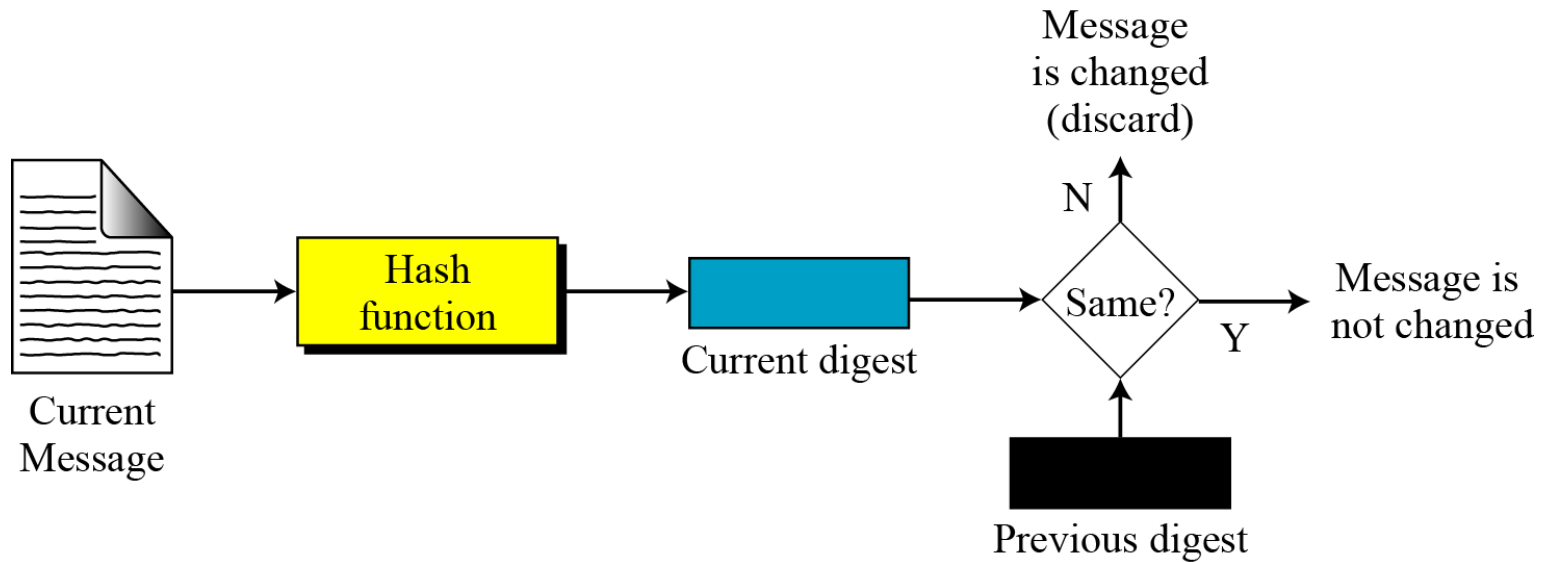 Message
is changed
(discard)
N
Hash
function
Same?
Message is
not changed
Y
Current digest
Current
Message
Previous digest